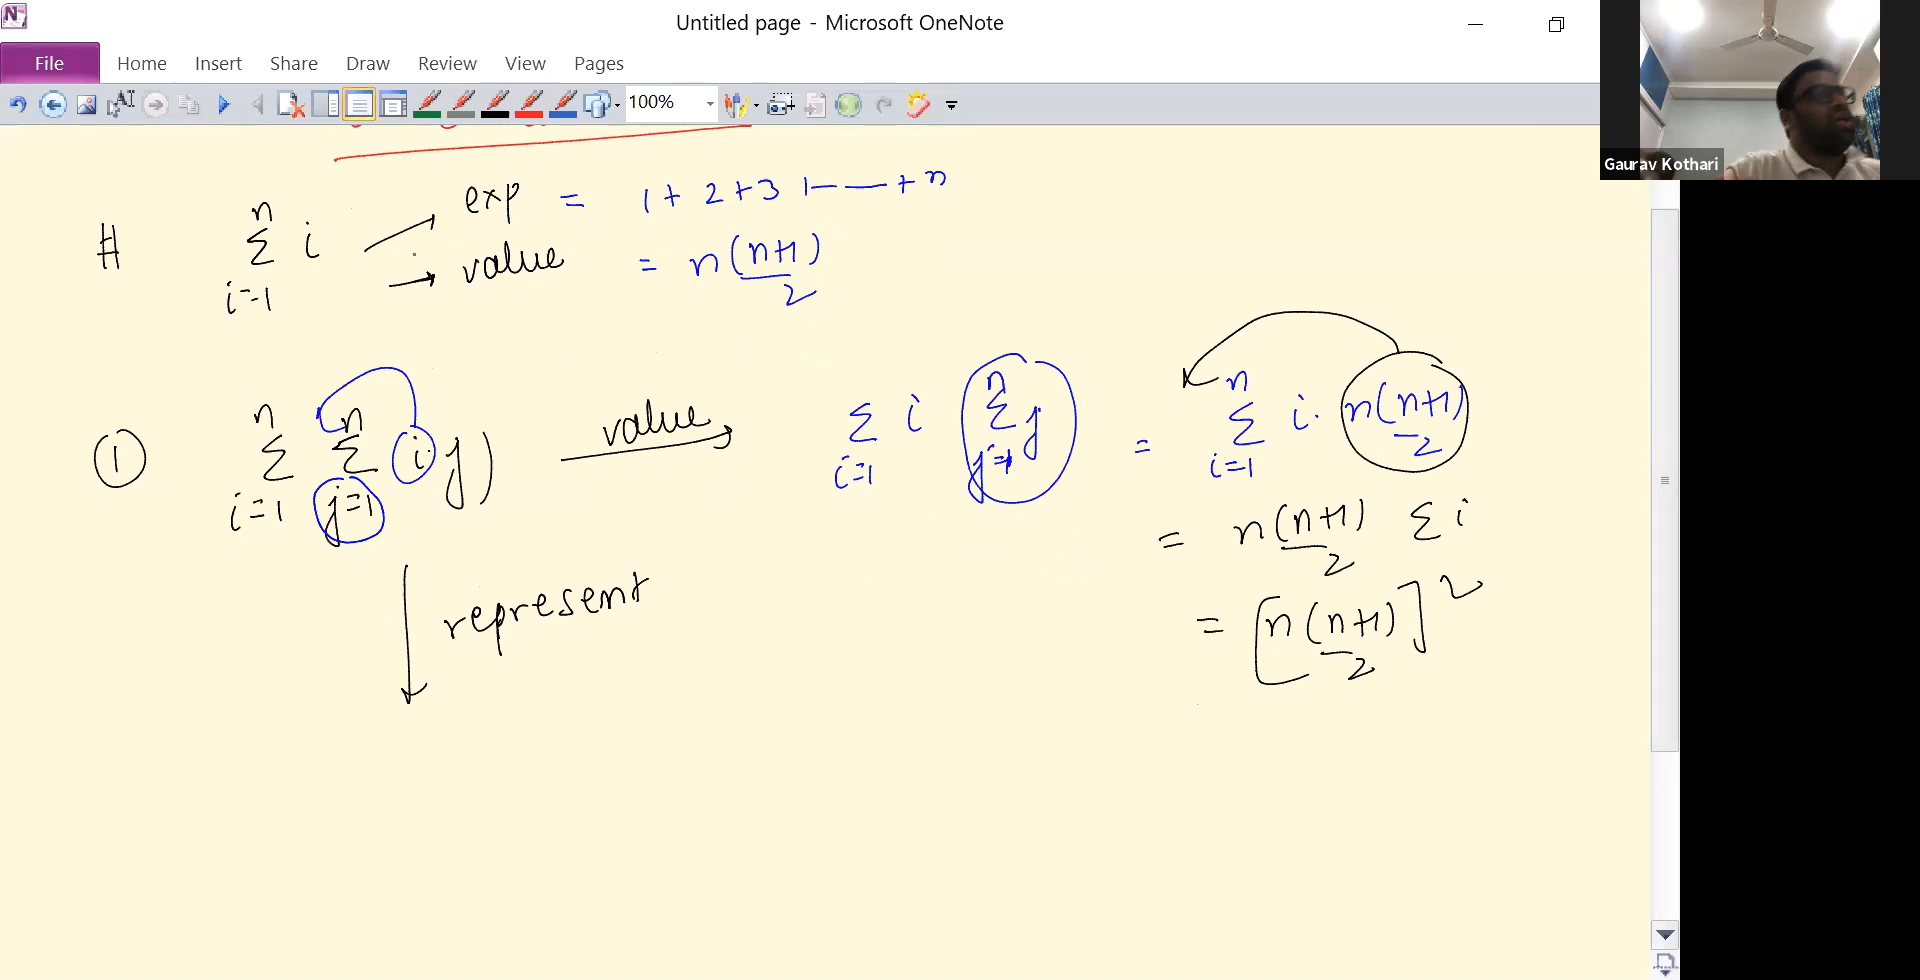 Untitled page - Microsoft OneNote
File Home Insert Share Draw Review View Pages
100%
Gaurav Kothari
# n Σ i=1 i → exp = 1 + 2 + 3 + — — + n
→ value = n(n+1)/2
① n Σ i=1 n Σ j=1 (i·j) value → Σ i=1 i n Σ j=1 j = n Σ i=1 i· n(n+1)/2
= n(n+1)/2 Σ i
represent
= [n(n+1)/2]²